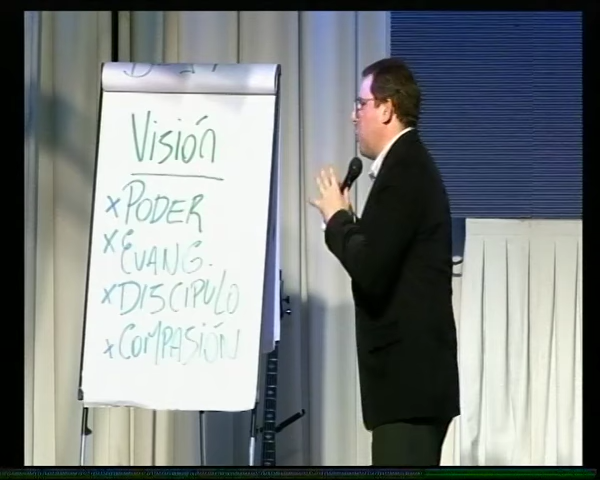 Visión
x PODER
x EVANG.
x DISCIPULO
x COMPASIÓN